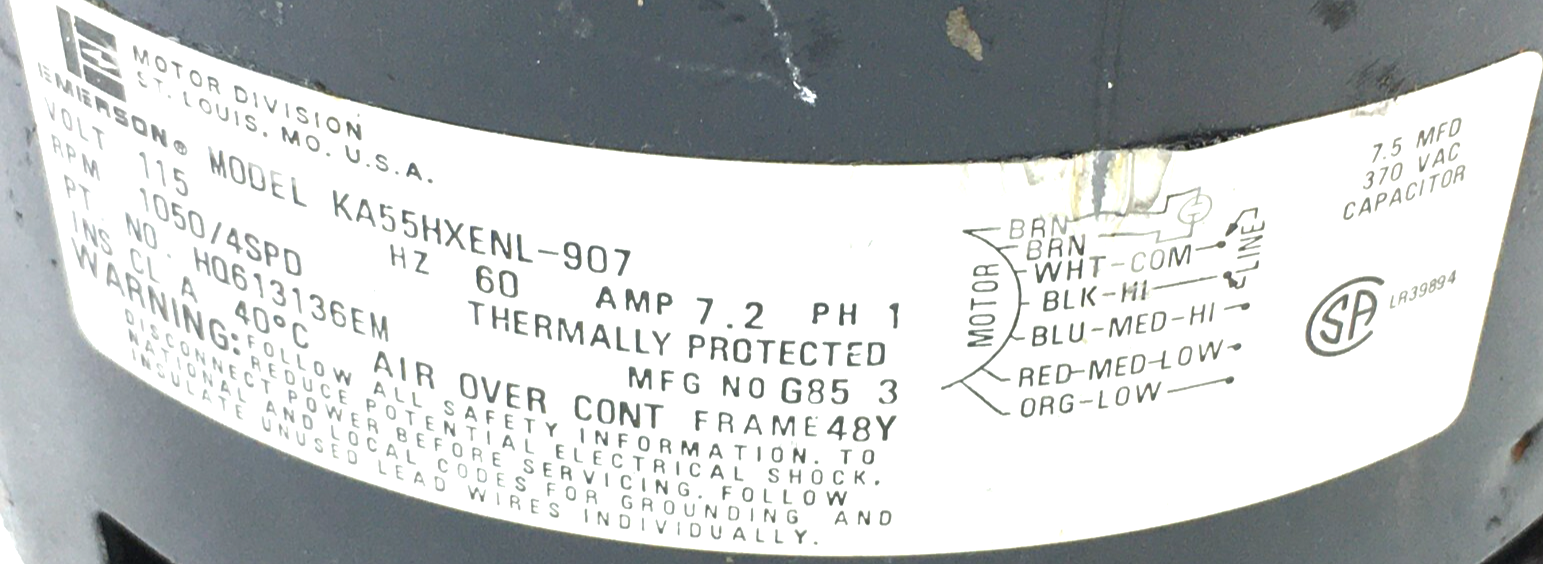 MOTOR DIVISION
ST. LOUIS, MO. U.S.A.
EMERSON® MODEL KA55HXENL-907
VOLT 115 HZ 60 AMP 7.2 PH 1
RPM 1050/4SPD THERMALLY PROTECTED
PT. NO. HQ613136EM MFG NO G85 3
INS CL A 40°C AIR OVER CONT FRAME 48Y
WARNING: FOLLOW ALL SAFETY INFORMATION. TO
REDUCE POTENTIAL ELECTRICAL SHOCK,
DISCONNECT POWER BEFORE SERVICING. FOLLOW
NATIONAL AND LOCAL CODES FOR GROUNDING AND
INSULATE UNUSED LEAD WIRES INDIVIDUALLY.
MOTOR
BRN
BRN
WHT-COM
BLK-HI
BLU-MED-HI
RED-MED-LOW
ORG-LOW
LINE
7.5 MFD
370 VAC
CAPACITOR
SA LR39894